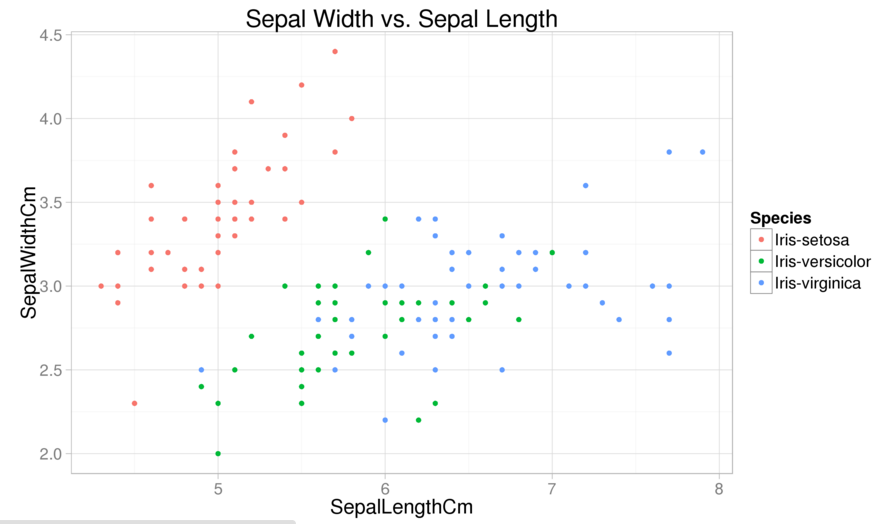 Sepal Width vs. Sepal Length
4.5
4.0
3.5
3.0
2.5
2.0
SepalWidthCm
5 6 7 8
SepalLengthCm
Species
Iris-setosa
Iris-versicolor
Iris-virginica